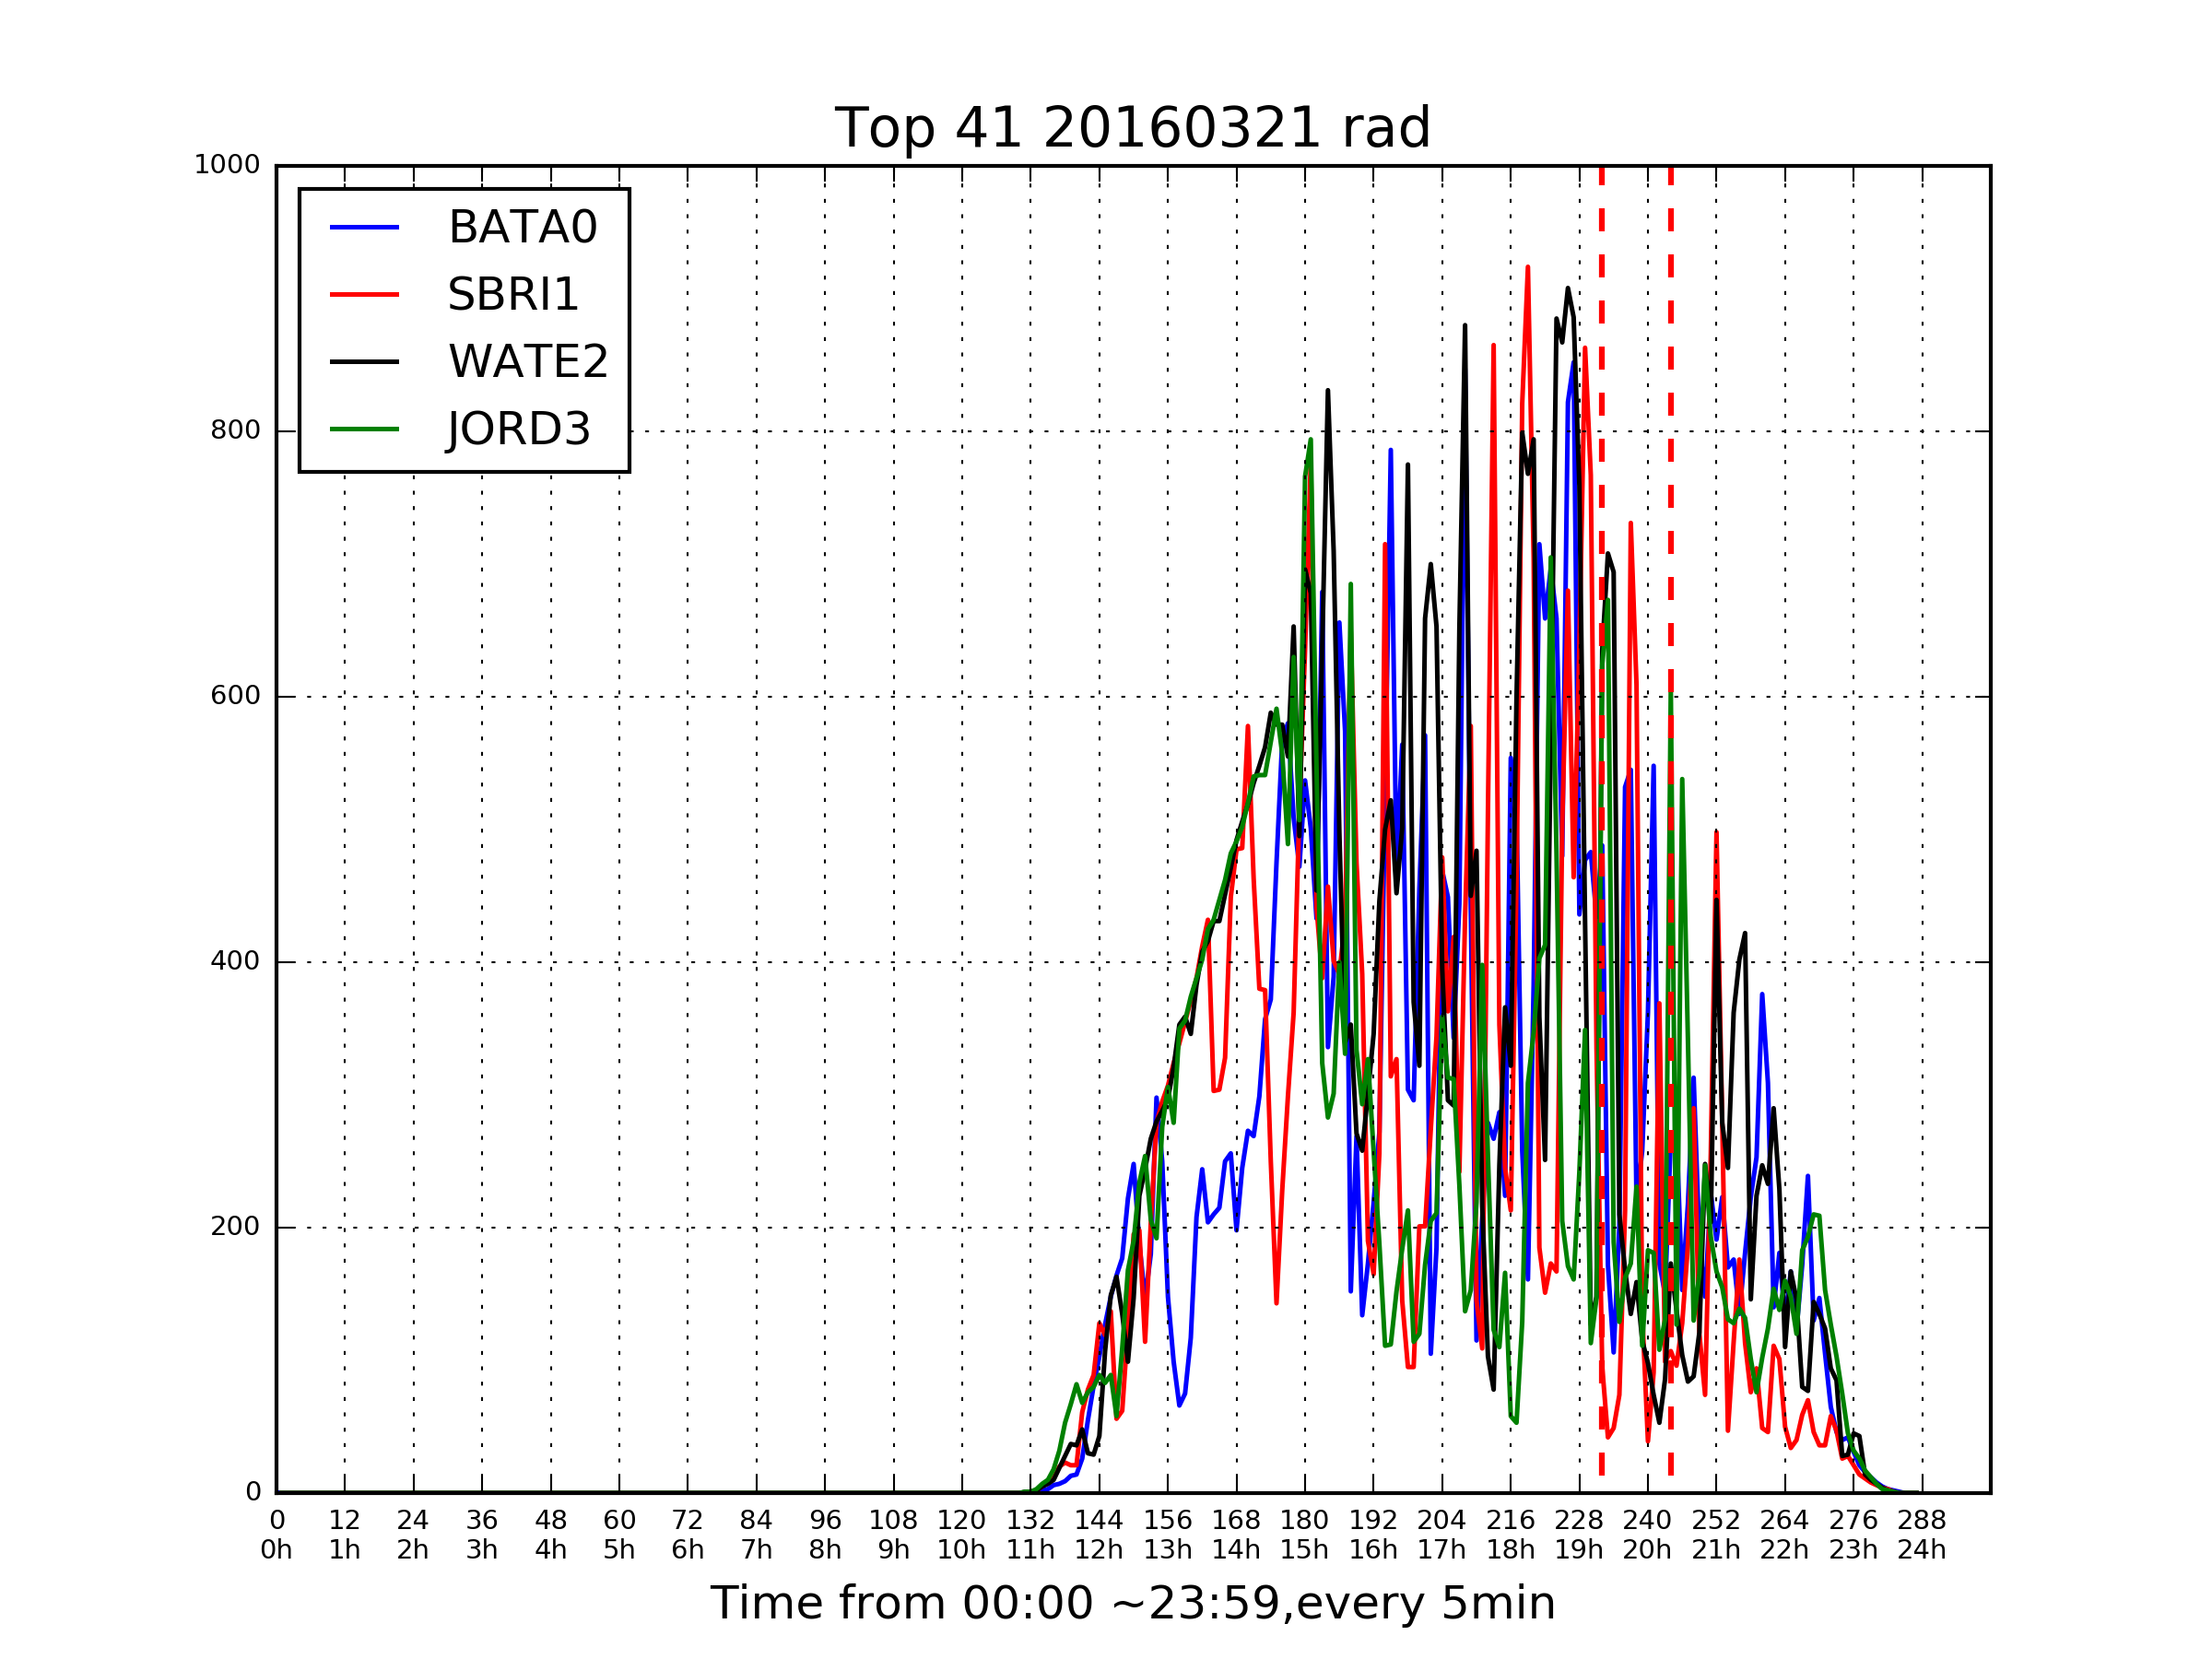 Top 41 20160321 rad
1000
800
600
400
200
0
BATA0
SBRI1
WATE2
JORD3
0 12 24 36 48 60 72 84 96 108 120 132 144 156 168 180 192 204 216 228 240 252 264 276 288
0h 1h 2h 3h 4h 5h 6h 7h 8h 9h 10h 11h 12h 13h 14h 15h 16h 17h 18h 19h 20h 21h 22h 23h 24h
Time from 00:00 ~23:59,every 5min